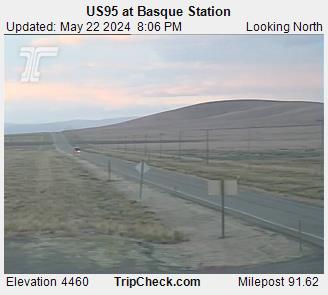 US95 at Basque Station
Updated: May 22 2024 8:06 PM Looking North
Elevation 4460 TripCheck.com Milepost 91.62